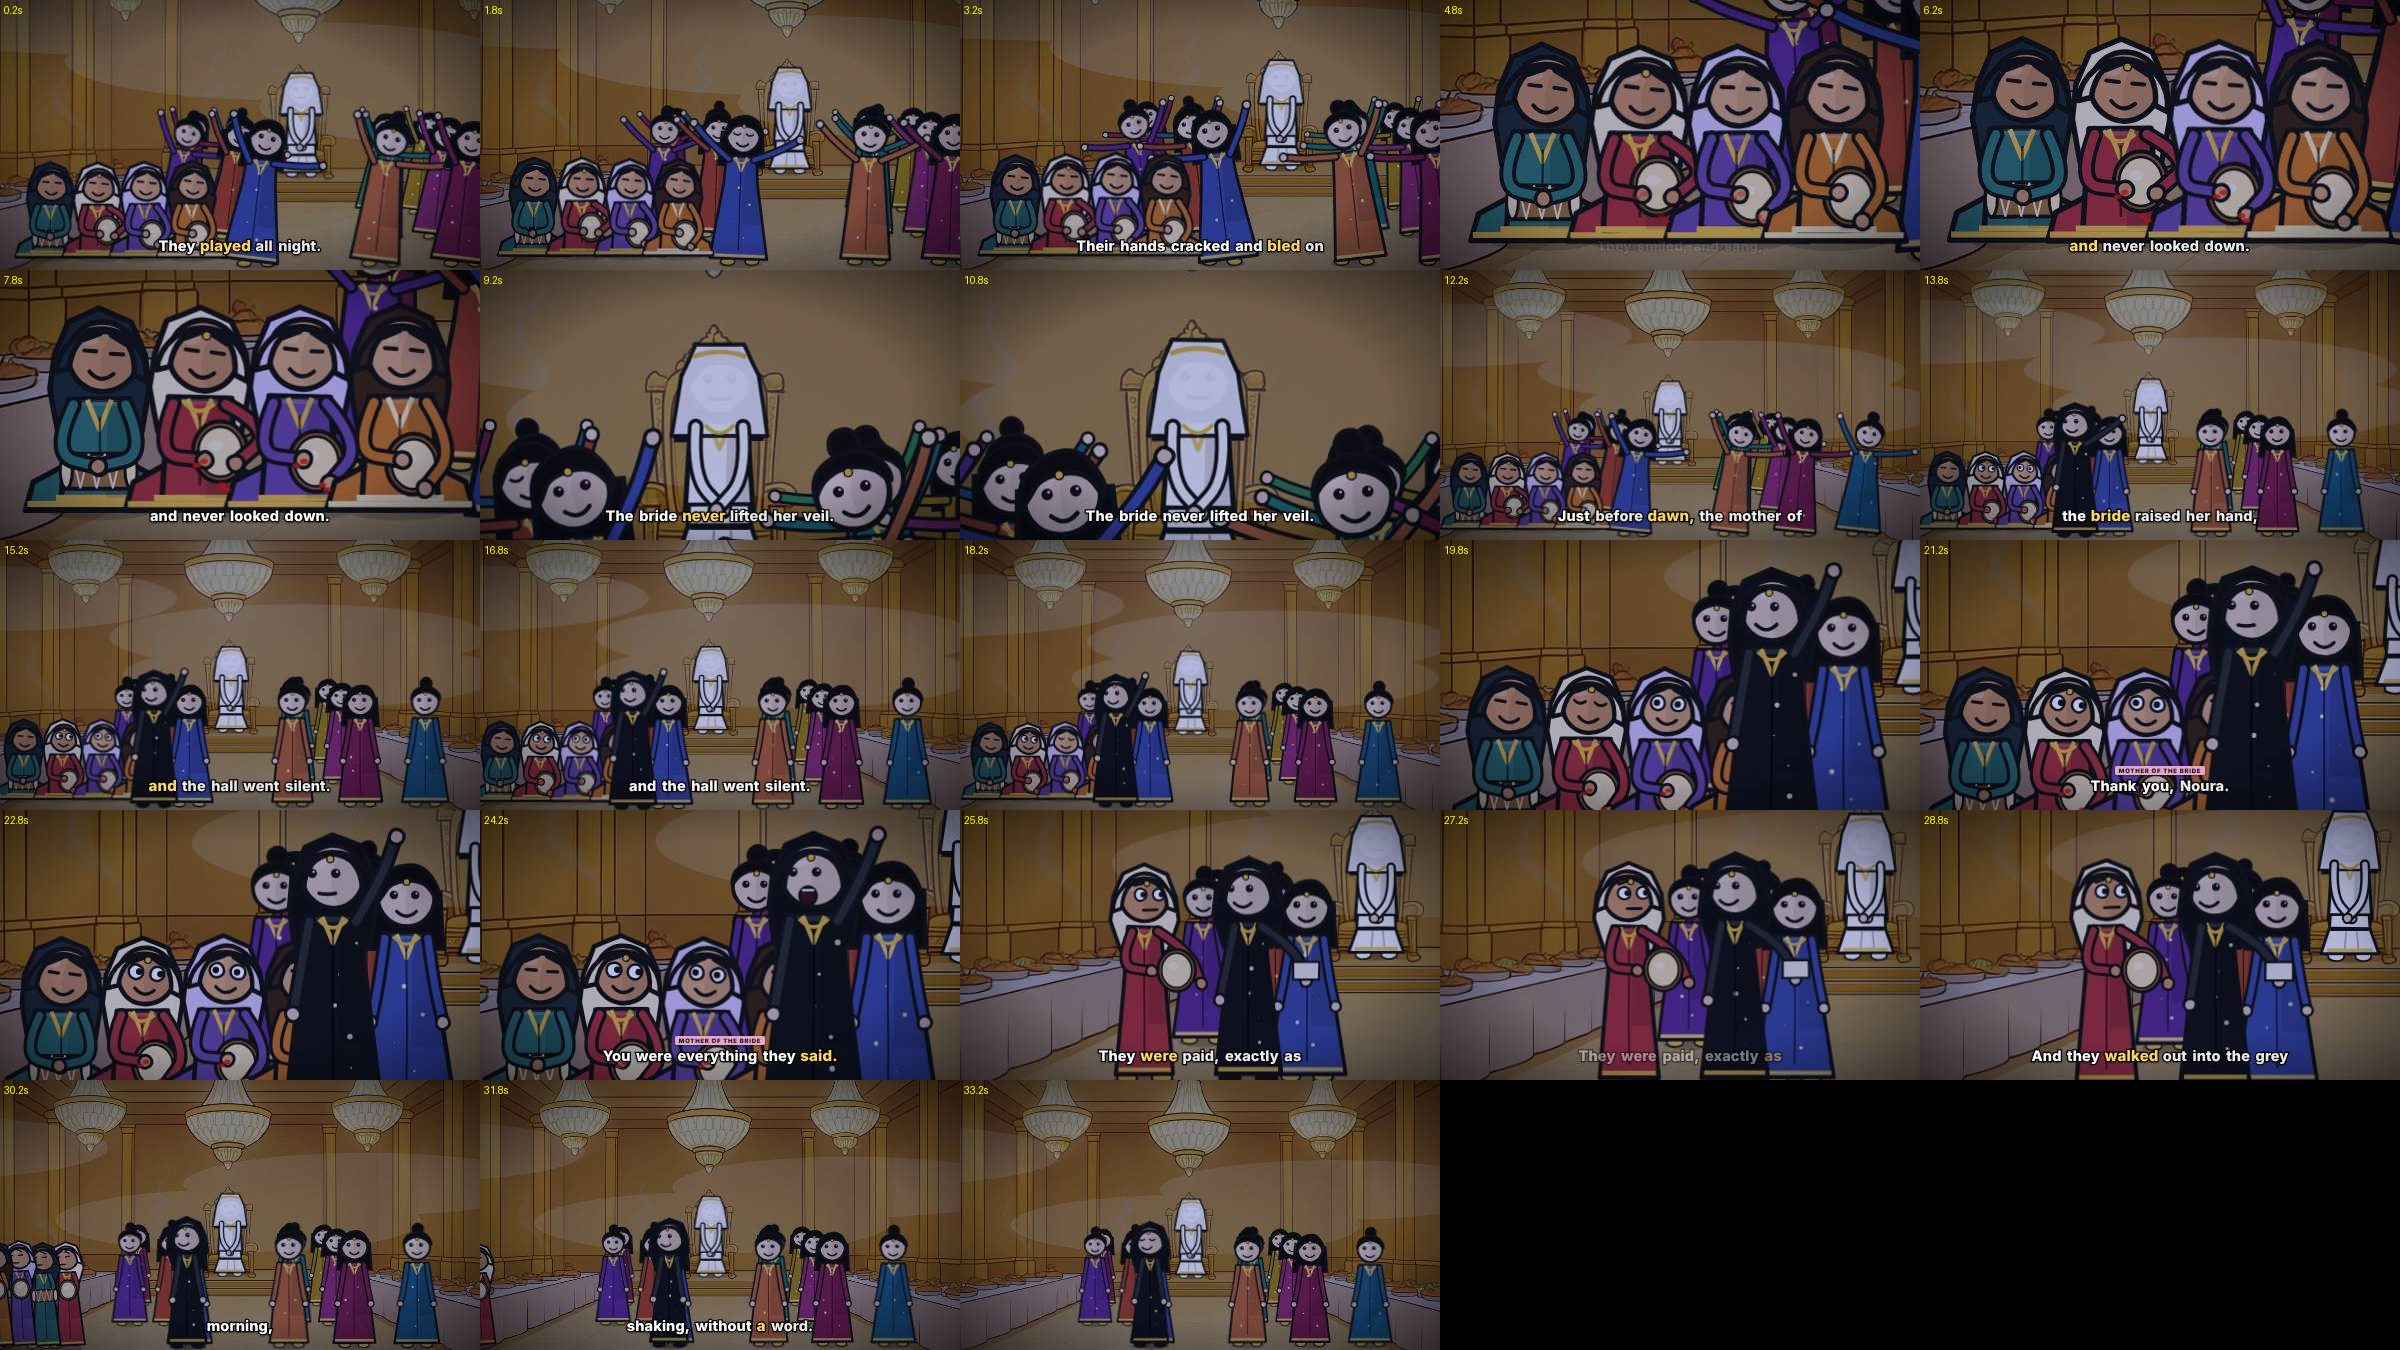 0.2s
They played all night.
1.8s
3.2s
Their hands cracked and bled on
4.8s
They smiled, and sang,
6.2s
and never looked down.
7.8s
and never looked down.
9.2s
The bride never lifted her veil.
10.8s
The bride never lifted her veil.
12.2s
Just before dawn, the mother of
13.8s
the bride raised her hand,
15.2s
and the hall went silent.
16.8s
and the hall went silent.
18.2s
19.8s
21.2s
MOTHER OF THE BRIDE
Thank you, Noura.
22.8s
24.2s
MOTHER OF THE BRIDE
You were everything they said.
25.8s
They were paid, exactly as
27.2s
They were paid, exactly as
28.8s
And they walked out into the grey
30.2s
morning,
31.8s
shaking, without a word.
33.2s